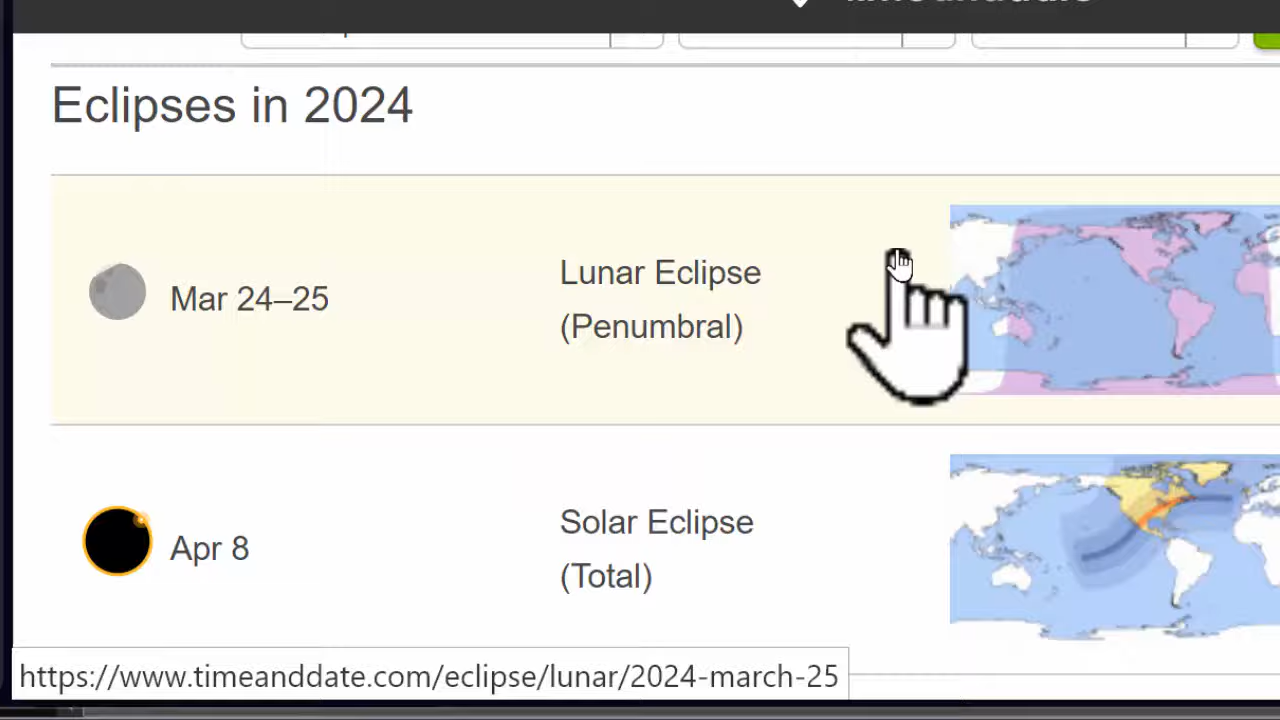 Eclipses in 2024
Mar 24–25
Lunar Eclipse
(Penumbral)
Apr 8
Solar Eclipse
(Total)
https://www.timeanddate.com/eclipse/lunar/2024-march-25